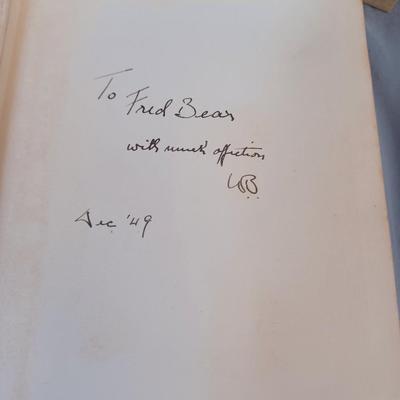 To Fred Bear
with much affection
Dec '49